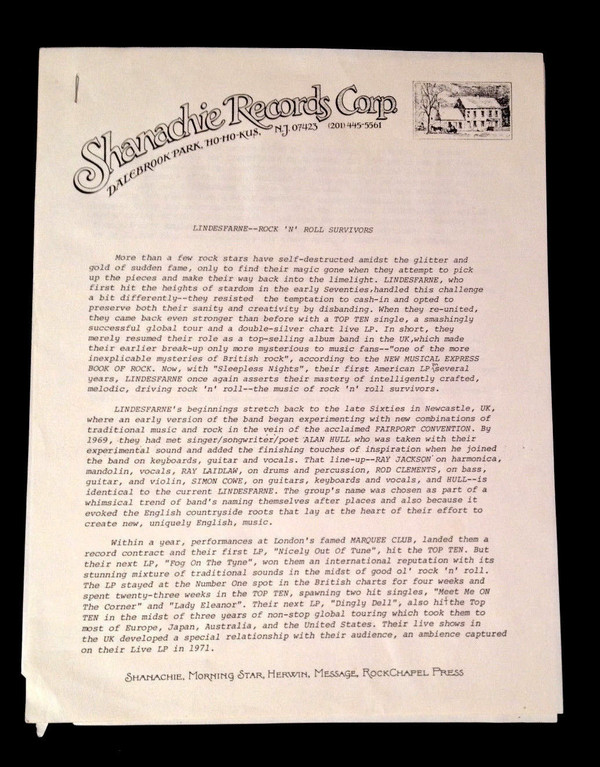 Shanachie Records Corp.
DALEBROOK PARK, HO-HO-KUS, N.J. 07423 (201) 445-5561
LINDESFARNE--ROCK 'N' ROLL SURVIVORS
More than a few rock stars have self-destructed amidst the glitter and
gold of sudden fame, only to find their magic gone when they attempt to pick
up the pieces and make their way back into the limelight. LINDESFARNE, who
first hit the heights of stardom in the early Seventies,handled this challenge
a bit differently--they resisted the temptation to cash-in and opted to
preserve both their sanity and creativity by disbanding. When they re-united,
they came back even stronger than before with a TOP TEN single, a smashingly
successful global tour and a double-silver chart live LP. In short, they
merely resumed their role as a top-selling album band in the UK,which made
their earlier break-up only more mysterious to music fans--"one of the more
inexplicable mysteries of British rock", according to the NEW MUSICAL EXPRESS
BOOK OF ROCK. Now, with "Sleepless Nights", their first American LP several
years, LINDESFARNE once again asserts their mastery of intelligently crafted,
melodic, driving rock 'n' roll--the music of rock 'n' roll survivors.
LINDESFARNE's beginnings stretch back to the late Sixties in Newcastle, UK,
where an early version of the band began experimenting with new combinations of
traditional music and rock in the vein of the acclaimed FAIRPORT CONVENTION. By
1969, they had met singer/songwriter/poet ALAN HULL who was taken with their
experimental sound and added the finishing touches of inspiration when he joined
the band on keyboards, guitar and vocals. That line-up--RAY JACKSON on harmonica,
mandolin, vocals, RAY LAIDLAW, on drums and percussion, ROD CLEMENTS, on bass,
guitar, and violin, SIMON COWE, on guitars, keyboards and vocals, and HULL--is
identical to the current LINDESFARNE. The group's name was chosen as part of a
whimsical trend of band's naming themselves after places and also because it
evoked the English countryside roots that lay at the heart of their effort to
create new, uniquely English, music.
Within a year, performances at London's famed MARQUEE CLUB, landed them a
record contract and their first LP, "Nicely Out Of Tune", hit the TOP TEN. But
their next LP, "Fog On The Tyne", won them an international reputation with its
stunning mixture of traditional sounds in the midst of good ol' rock 'n' roll.
The LP stayed at the Number One spot in the British charts for four weeks and
spent twenty-three weeks in the TOP TEN, spawning two hit singles, "Meet Me ON
The Corner" and "Lady Eleanor". Their next LP, "Dingly Dell", also hit the Top
TEN in the midst of three years of non-stop global touring which took them to
most of Europe, Japan, Australia, and the United States. Their live shows in
the UK developed a special relationship with their audience, an ambience captured
on their Live LP in 1971.
SHANACHIE, MORNING STAR, HERWIN, MESSAGE, ROCKCHAPEL PRESS